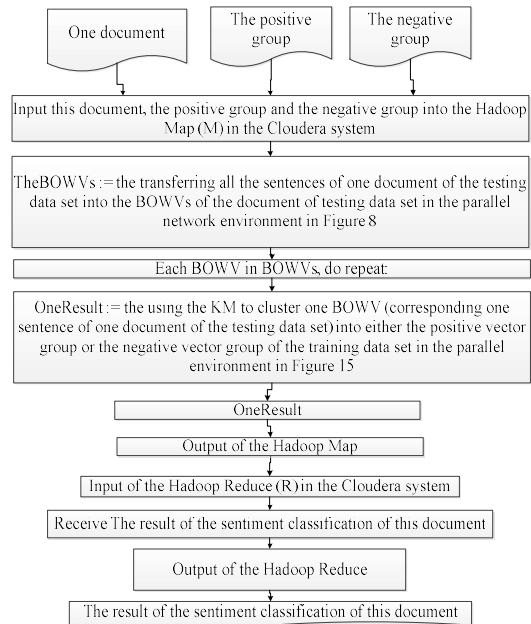 One document
The positive
group
The negative
group
Input this document, the positive group and the negative group into the Hadoop
Map (M) in the Cloudera system
TheBOWVs := the transferring all the sentences of one document of the testing
data set into the BOWVs of the document of testing data set in the parallel
network environment in Figure 8
Each BOWV in BOWVs, do repeat:
OneResult := the using the KM to cluster one BOWV (corresponding one
sentence of one document of the testing data set) into either the positive vector
group or the negative vector group of the training data set in the parallel
environment in Figure 15
OneResult
Output of the Hadoop Map
Input of the Hadoop Reduce (R) in the Cloudera system
Receive The result of the sentiment classification of this document
Output of the Hadoop Reduce
The result of the sentiment classification of this document